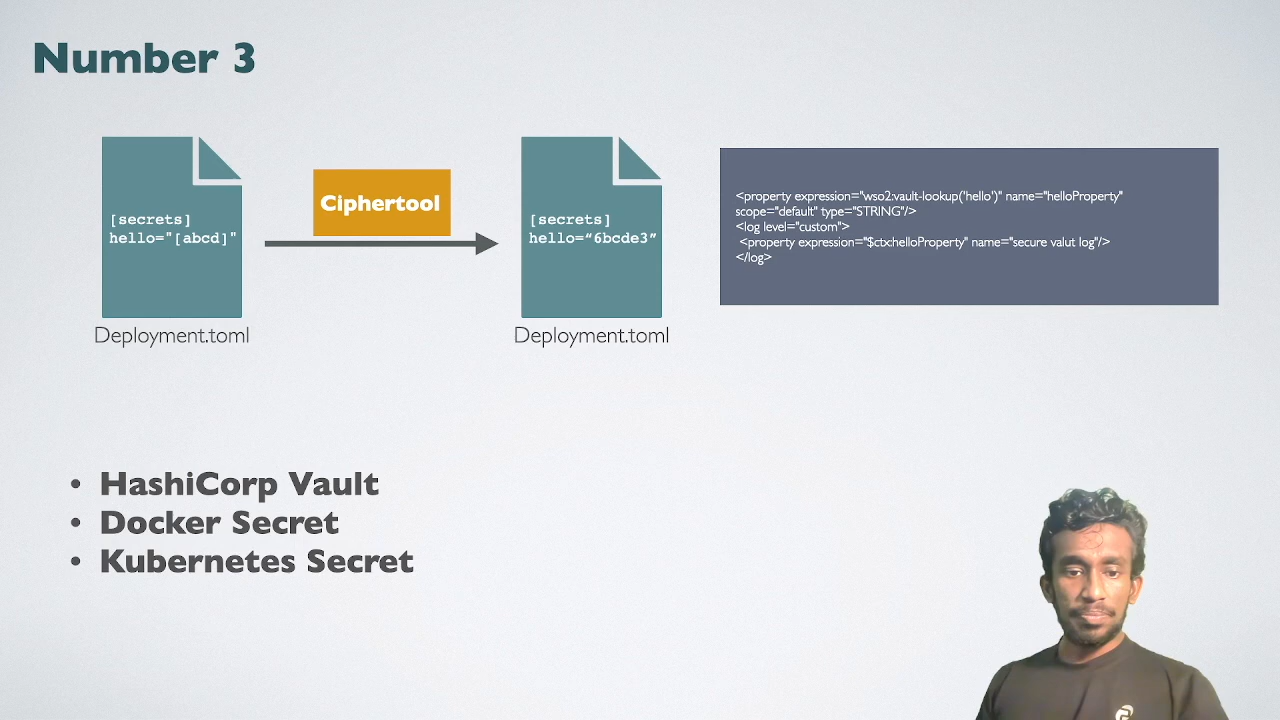 Number 3
[secrets]
hello="[abcd]"
Deployment.toml
Ciphertool
[secrets]
hello=“6bcde3”
Deployment.toml
<property expression="wso2:vault-lookup('hello')" name="helloProperty"
scope="default" type="STRING"/>
<log level="custom">
<property expression="$ctx:helloProperty" name="secure valut log"/>
</log>
• HashiCorp Vault
• Docker Secret
• Kubernetes Secret